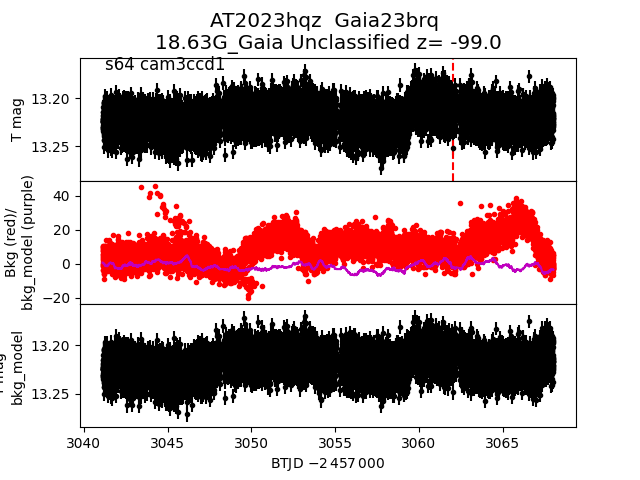 AT2023hqz  Gaia23brq
18.63G_Gaia Unclassified z= -99.0
s64 cam3ccd1
T mag
13.20
13.25
Bkg (red)/
bkg_model (purple)
40
20
0
−20
mag
bkg_model
13.20
13.25
3040
3045
3050
3055
3060
3065
BTJD −2 457 000